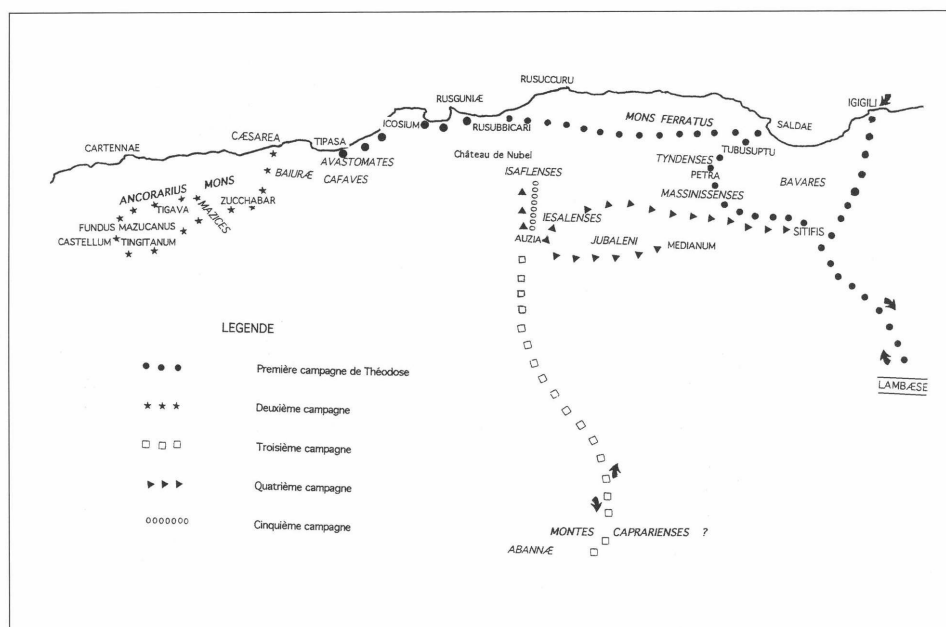 RUSUCCURU
IGIGILI
RUSGUNIÆ
ICOSIUM
RUSUBBICARI
MONS FERRATUS
SALDAE
CÆSAREA
TIPASA
TUBUSUPTU
CARTENNAE
AVASTOMATES
Château de Nubel
TYNDENSES
BAIURÆ
CAFAVES
ISAFLENSES
PETRA
BAVARES
ANCORARIUS MONS
MASSINISSENSES
TIGAVA
MAZICES
ZUCCHABAR
IESALENSES
FUNDUS MAZUCANUS
SITIFIS
CASTELLUM TINGITANUM
AUZIA
JUBALENI
MEDIANUM
LEGENDE
Première campagne de Théodose
LAMBÆSE
Deuxième campagne
Troisième campagne
Quatrième campagne
Cinquième campagne
MONTES CAPRARIENSES ?
ABANNÆ